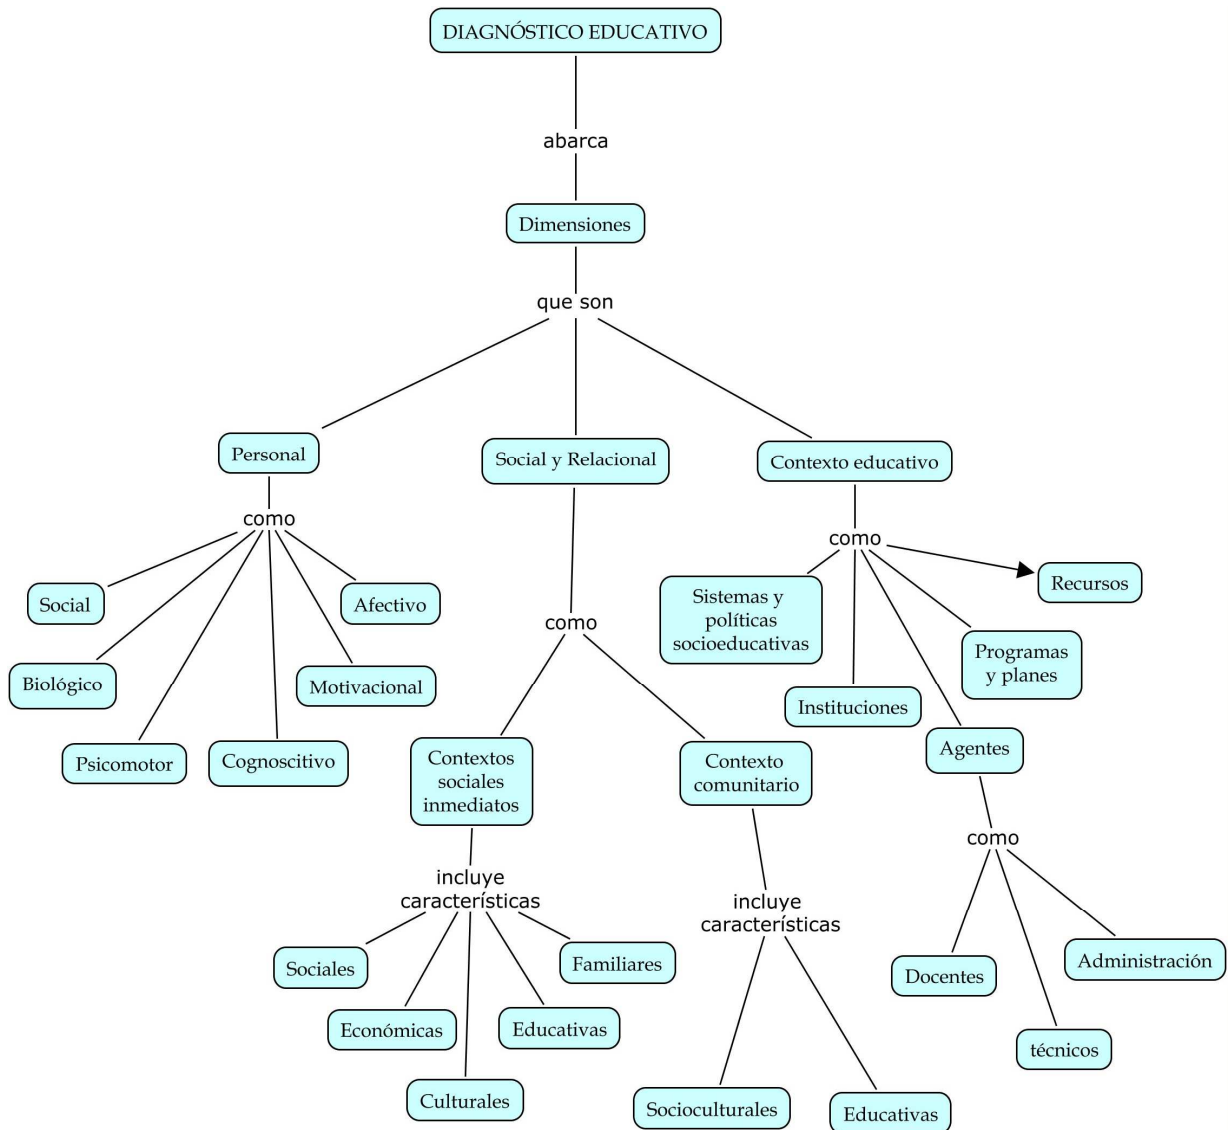 DIAGNÓSTICO EDUCATIVO
abarca
Dimensiones
que son
Personal
Social y Relacional
Contexto educativo
como
Social
Biológico
Psicomotor
Cognoscitivo
Motivacional
Afectivo
como
Contextos
sociales
inmediatos
incluye
características
Sociales
Económicas
Culturales
Educativas
Familiares
Contexto
comunitario
incluye
características
Socioculturales
Educativas
como
Sistemas y
políticas
socioeducativas
Instituciones
Agentes
Programas
y planes
Recursos
como
Docentes
técnicos
Administración